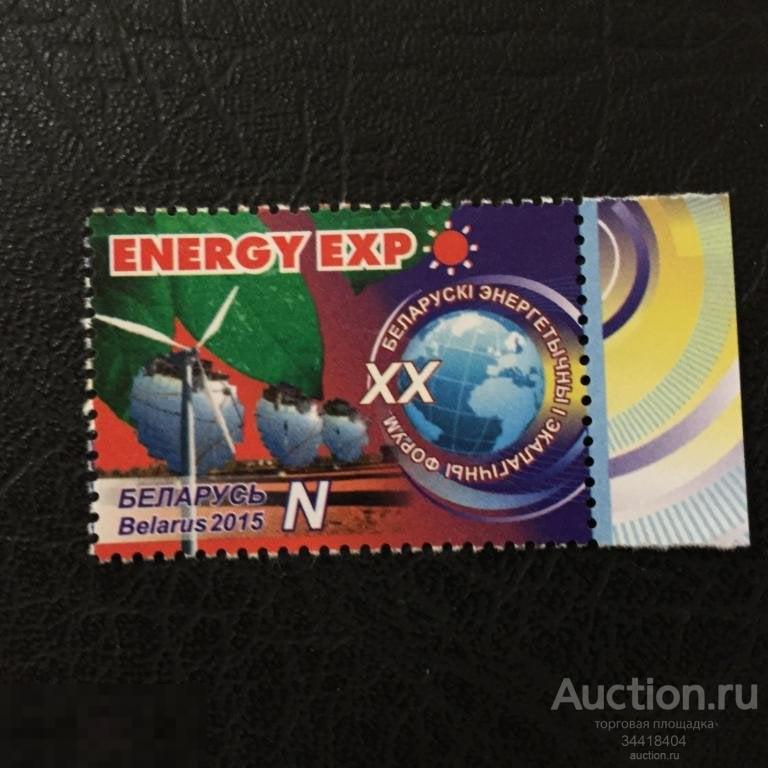 ENERGY EXP
XX БЕЛАРУСКІ ЭНЕРГЕТЫЧНЫ І ЭКАЛАГІЧНЫ ФОРУМ
БЕЛАРУСЬ
Belarus 2015 N
Auction.ru
торговая площадка
34418404
auction.ru